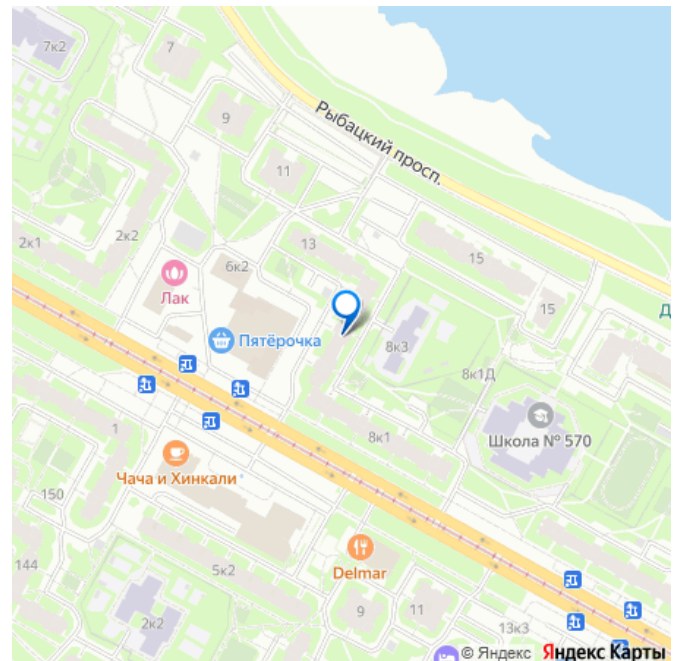 7к2
7
9
Рыбацкий просп.
11
2к1
2к2
13
15
6к2
Лак
15
Д
Пятёрочка
8к3
8к1Д
8к1
Школа № 570
1
Чача и Хинкали
150
144
5к2
Delmar
2к2
9
11
13к3
© Яндекс Яндекс Карты